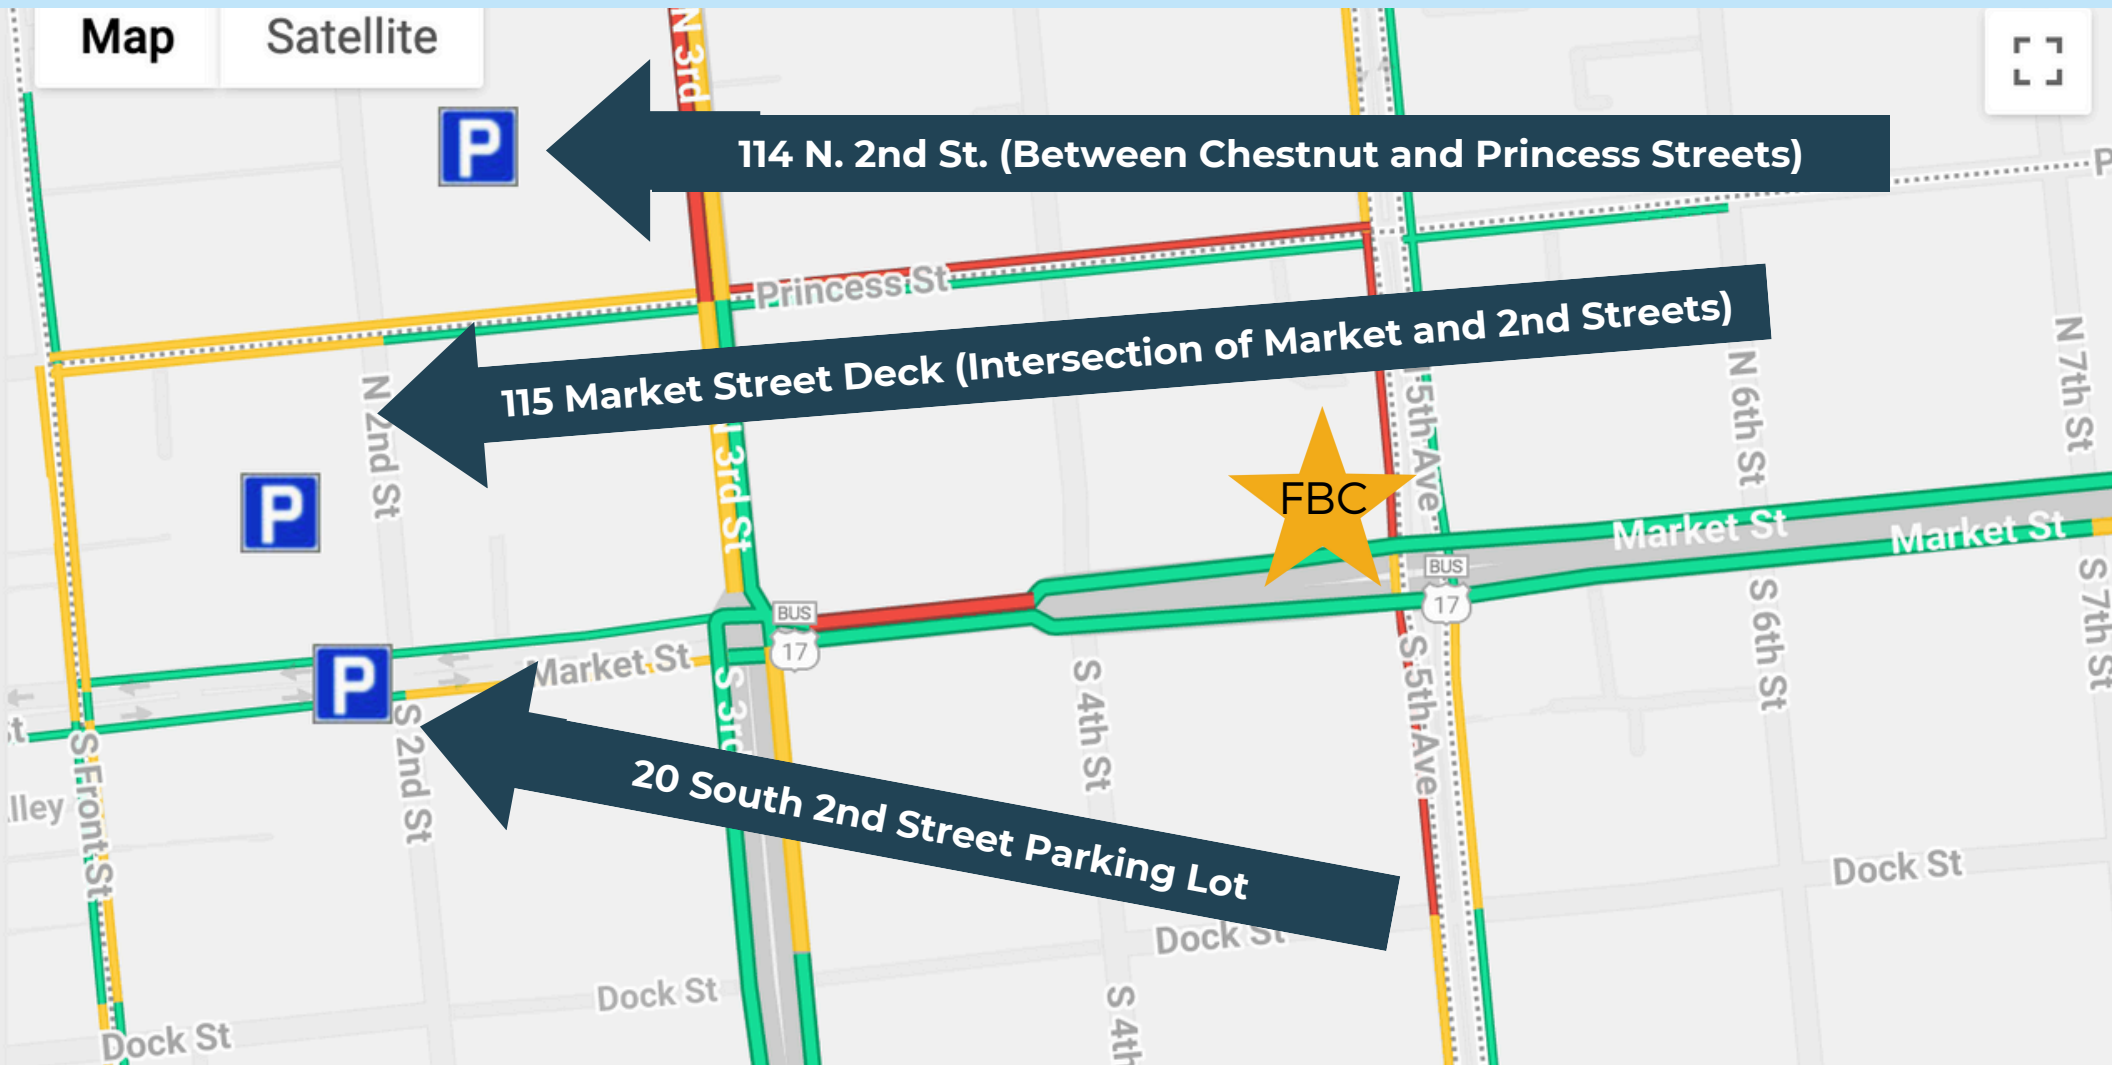 Map
Satellite
N 3rd
P
114 N. 2nd St. (Between Chestnut and Princess Streets)
P
Princess St
115 Market Street Deck (Intersection of Market and 2nd Streets)
N 2nd St
N 3rd St
5th Ave
N 6th St
N 7th St
FBC
P
Market St
Market St
BUS
17
BUS
17
Market St
P
S 2nd St
S 3rd
S 4th St
S 5th Ave
S 6th St
S 7th St
St
lley
S Front St
20 South 2nd Street Parking Lot
Dock St
Dock St
Dock St
Dock St
S 4th